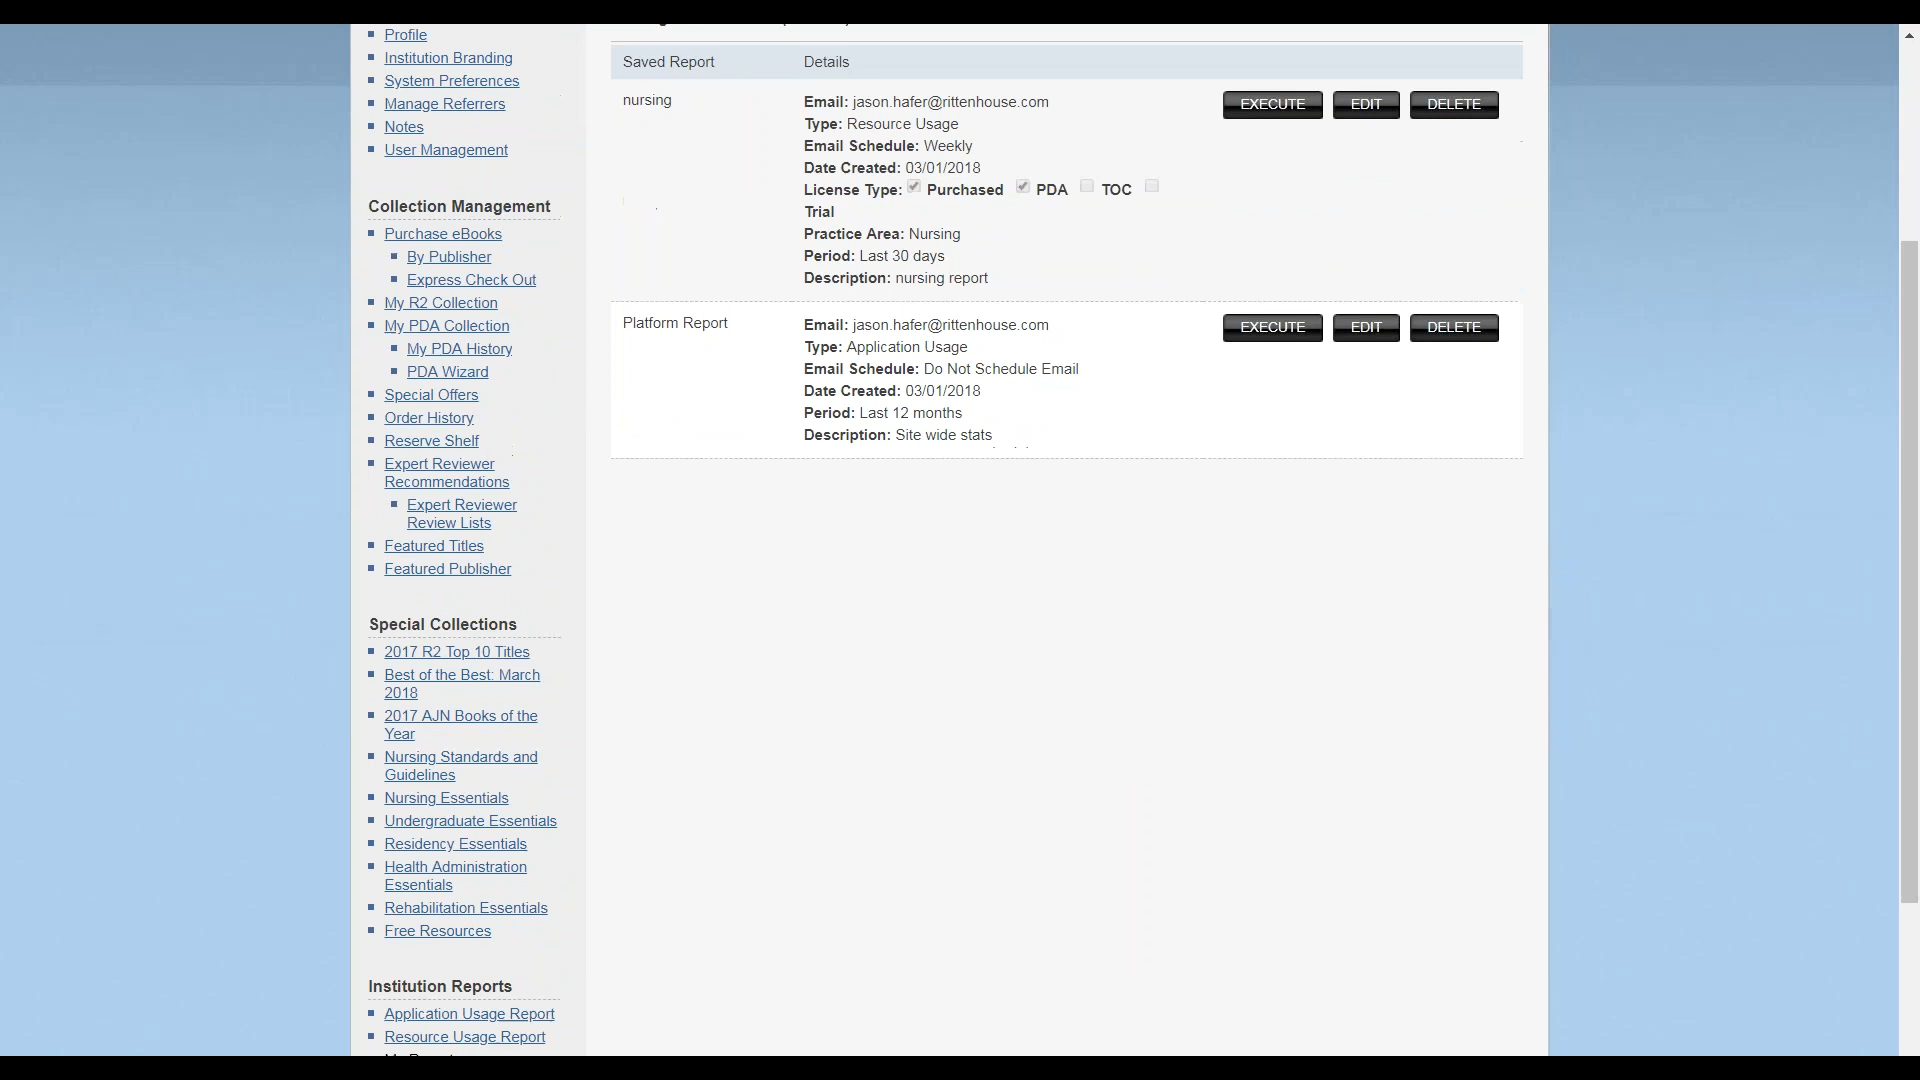 Profile
Institution Branding
System Preferences
Manage Referrers
Notes
User Management
Collection Management
Purchase eBooks
By Publisher
Express Check Out
My R2 Collection
My PDA Collection
My PDA History
PDA Wizard
Special Offers
Order History
Reserve Shelf
Expert Reviewer
Recommendations
Expert Reviewer
Review Lists
Featured Titles
Featured Publisher
Special Collections
2017 R2 Top 10 Titles
Best of the Best: March
2018
2017 AJN Books of the
Year
Nursing Standards and
Guidelines
Nursing Essentials
Undergraduate Essentials
Residency Essentials
Health Administration
Essentials
Rehabilitation Essentials
Free Resources
Institution Reports
Application Usage Report
Resource Usage Report
Saved Report Details
nursing
Email: jason.hafer@rittenhouse.com
Type: Resource Usage
Email Schedule: Weekly
Date Created: 03/01/2018
License Type: Purchased PDA TOC
Trial
Practice Area: Nursing
Period: Last 30 days
Description: nursing report
EXECUTE EDIT DELETE
Platform Report
Email: jason.hafer@rittenhouse.com
Type: Application Usage
Email Schedule: Do Not Schedule Email
Date Created: 03/01/2018
Period: Last 12 months
Description: Site wide stats
EXECUTE EDIT DELETE